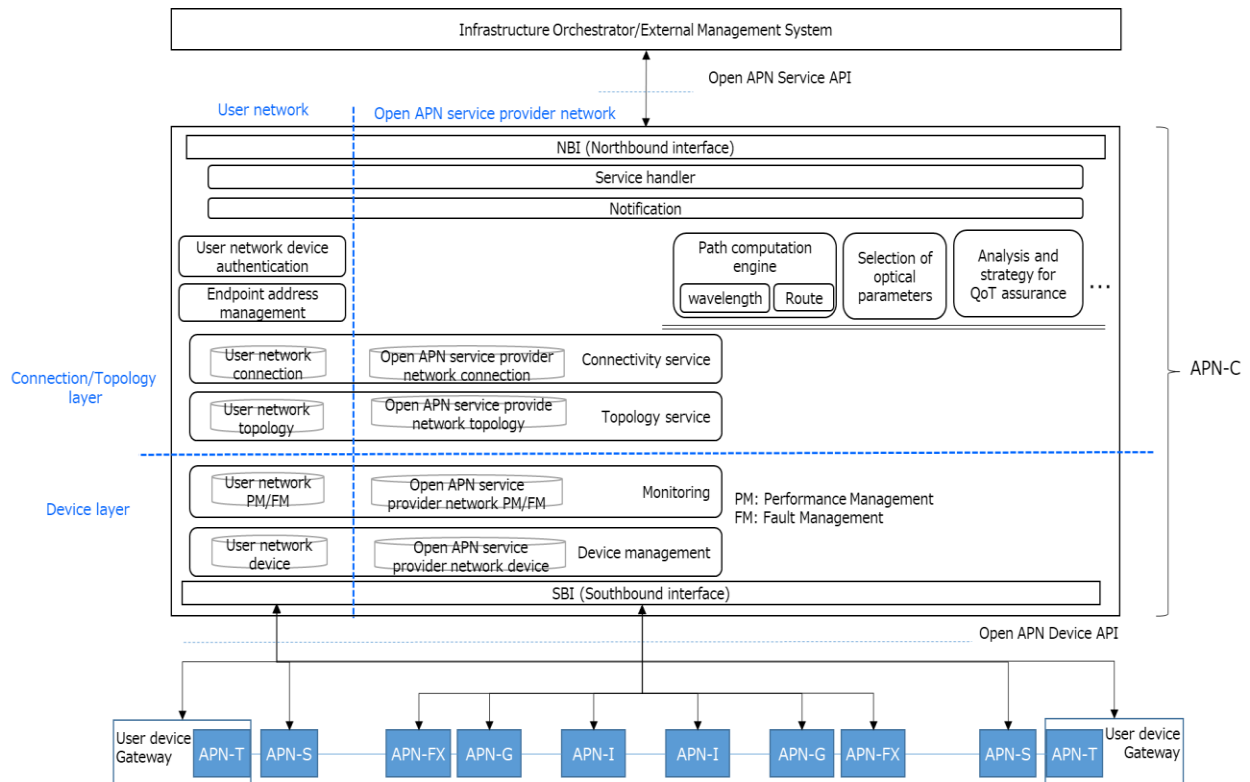 Infrastructure Orchestrator/External Management System
Open APN Service API
User network
Open APN service provider network
NBI (Northbound interface)
Service handler
Notification
User network device
authentication
Endpoint address
management
Path computation
engine
wavelength
Route
Selection of
optical
parameters
Analysis and
strategy for
QoT assurance
...
Connection/Topology
layer
User network
connection
Open APN service provider
network connection
Connectivity service
User network
topology
Open APN service provide
network topology
Topology service
APN-C
Device layer
User network
PM/FM
Open APN service
provider network PM/FM
Monitoring
PM: Performance Management
FM: Fault Management
User network
device
Open APN service
provider network device
Device management
SBI (Southbound interface)
Open APN Device API
User device
Gateway
APN-T
APN-S
APN-FX
APN-G
APN-I
APN-I
APN-G
APN-FX
APN-S
APN-T
User device
Gateway